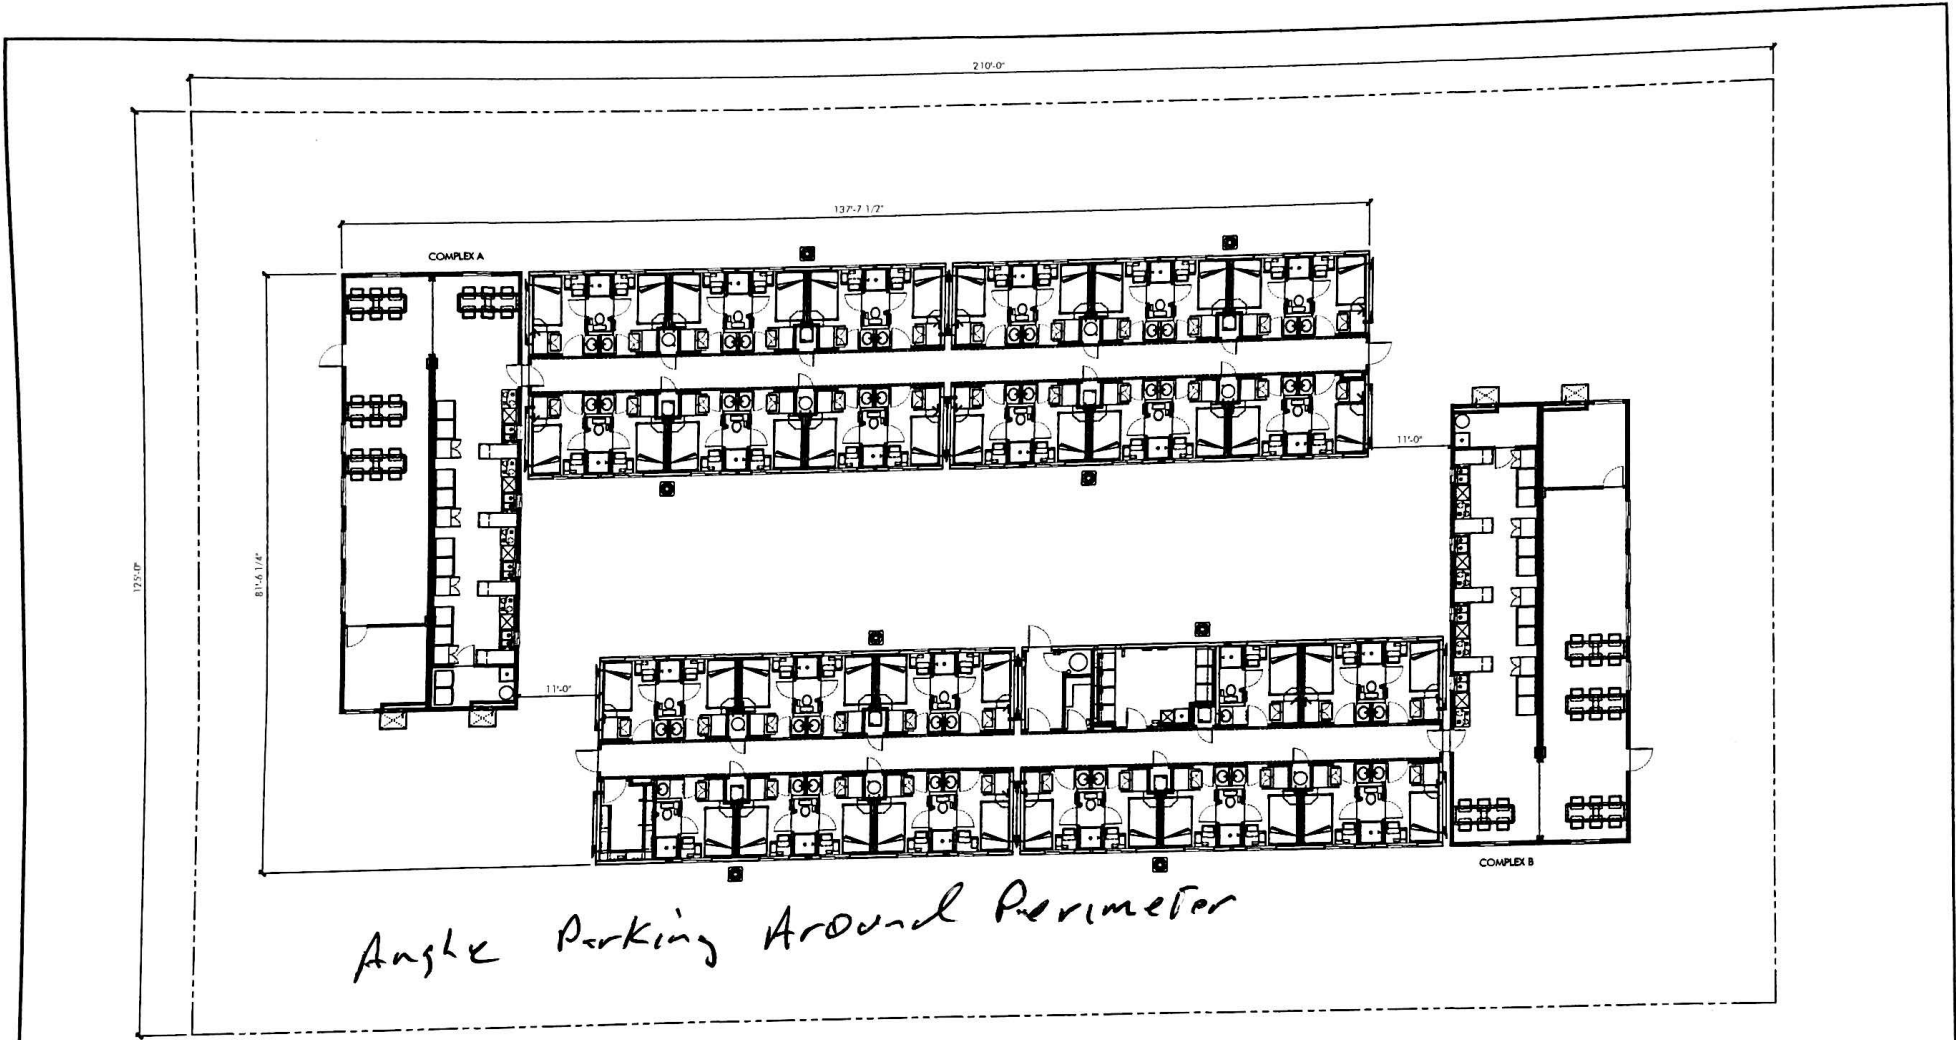 210'-0"
137'-7 1/2"
COMPLEX A
11'-0"
125'-0"
81'-6 1/4"
11'-0"
COMPLEX B
Angle Parking Around Perimeter